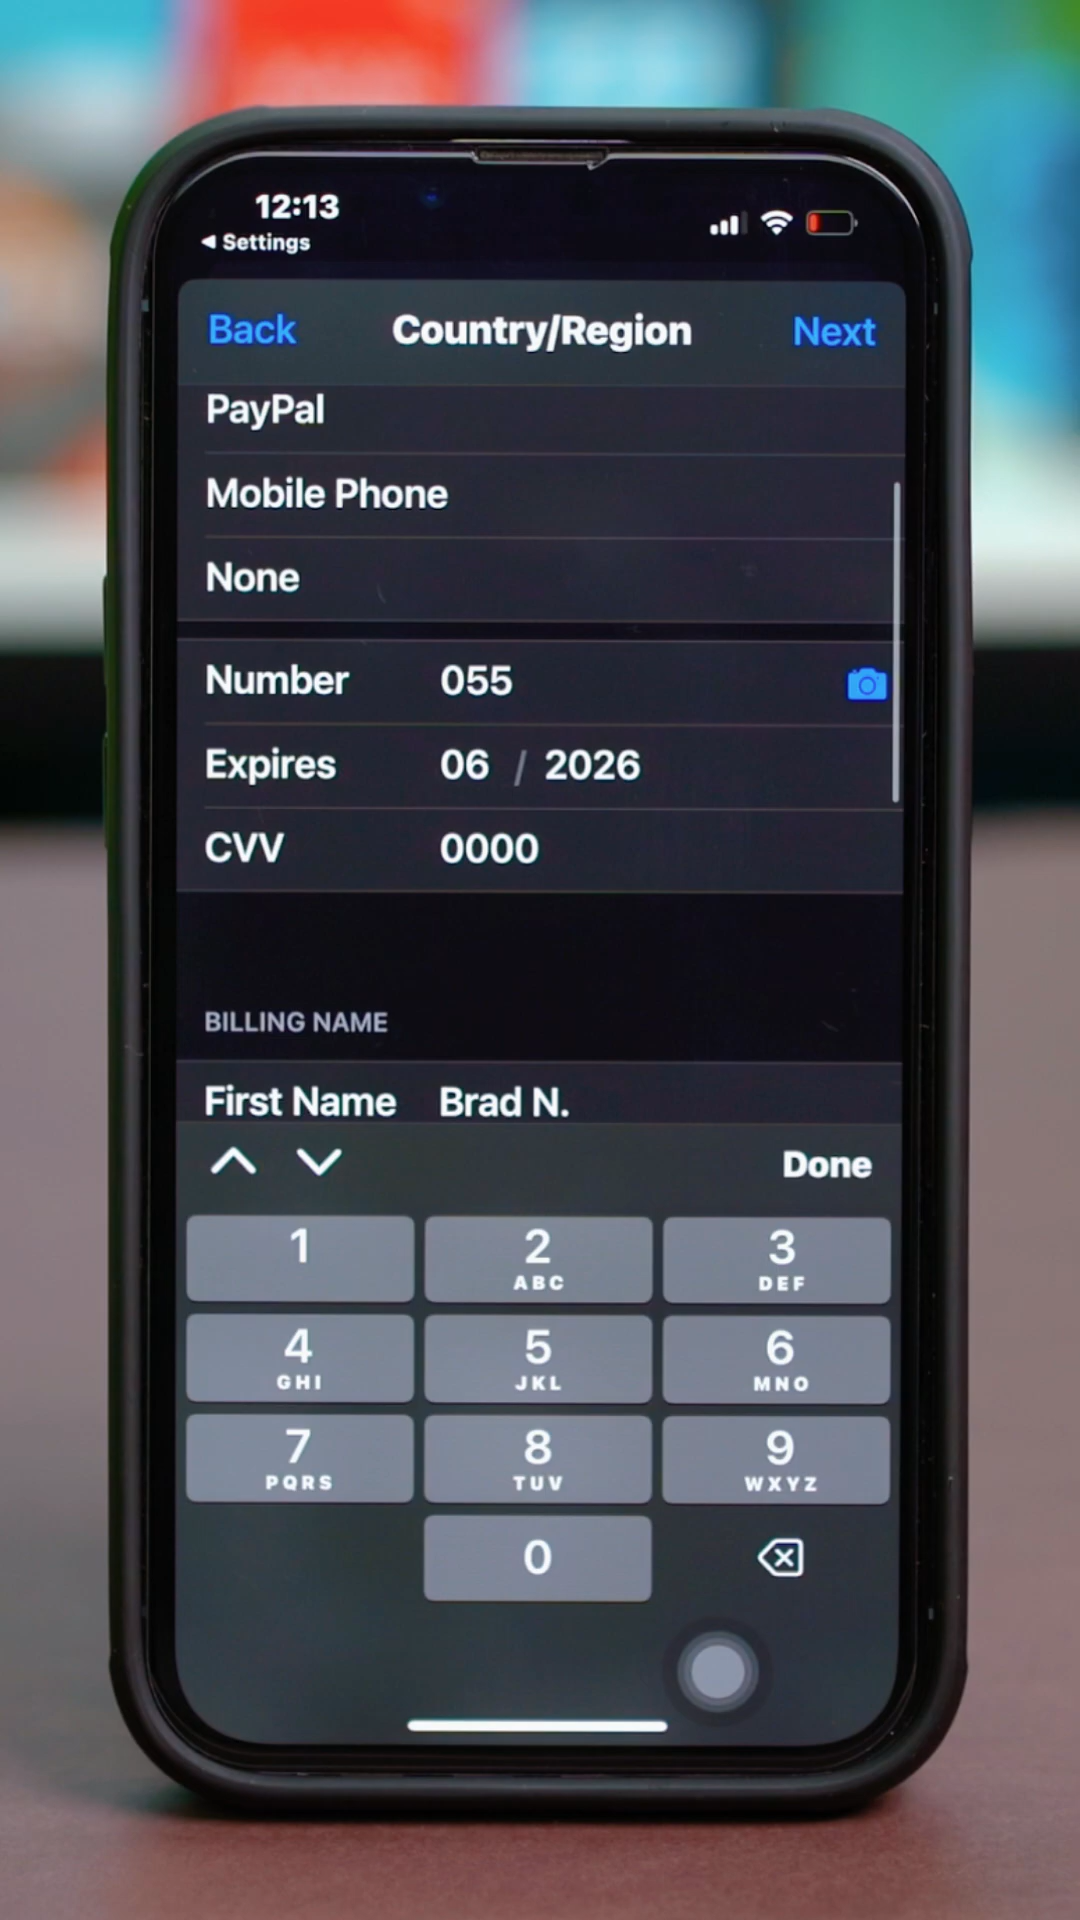 12:13
◀ Settings
Back Country/Region Next
PayPal
Mobile Phone
None
Number 055
Expires 06 / 2026
CVV 0000
BILLING NAME
First Name Brad N.
Done
1
2 ABC
3 DEF
4 GHI
5 JKL
6 MNO
7 PQRS
8 TUV
9 WXYZ
0